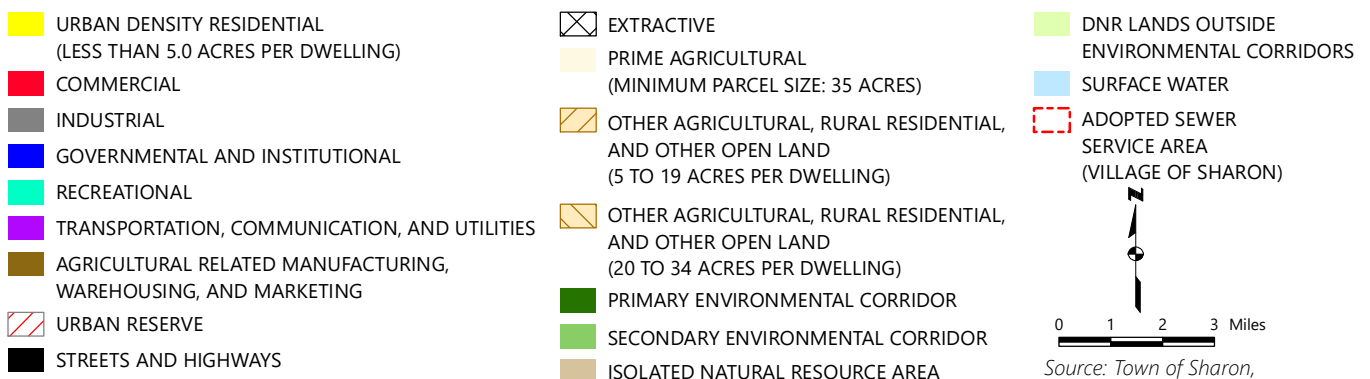 URBAN DENSITY RESIDENTIAL
(LESS THAN 5.0 ACRES PER DWELLING)
COMMERCIAL
INDUSTRIAL
GOVERNMENTAL AND INSTITUTIONAL
RECREATIONAL
TRANSPORTATION, COMMUNICATION, AND UTILITIES
AGRICULTURAL RELATED MANUFACTURING,
WAREHOUSING, AND MARKETING
URBAN RESERVE
STREETS AND HIGHWAYS
EXTRACTIVE
PRIME AGRICULTURAL
(MINIMUM PARCEL SIZE: 35 ACRES)
OTHER AGRICULTURAL, RURAL RESIDENTIAL,
AND OTHER OPEN LAND
(5 TO 19 ACRES PER DWELLING)
OTHER AGRICULTURAL, RURAL RESIDENTIAL,
AND OTHER OPEN LAND
(20 TO 34 ACRES PER DWELLING)
PRIMARY ENVIRONMENTAL CORRIDOR
SECONDARY ENVIRONMENTAL CORRIDOR
ISOLATED NATURAL RESOURCE AREA
DNR LANDS OUTSIDE
ENVIRONMENTAL CORRIDORS
SURFACE WATER
ADOPTED SEWER
SERVICE AREA
(VILLAGE OF SHARON)
N
0 1 2 3 Miles
Source: Town of Sharon,